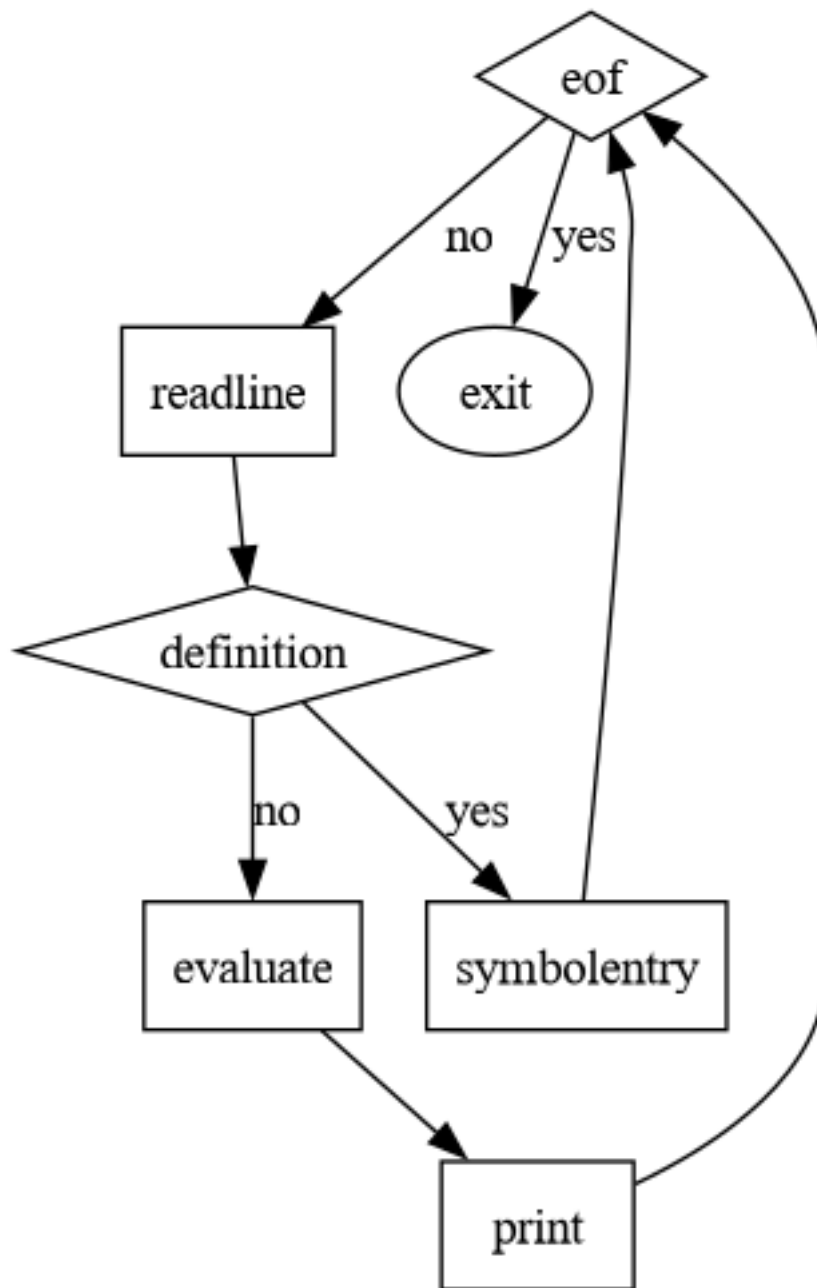 eof
no
yes
readline
exit
definition
no
yes
evaluate
symbolentry
print